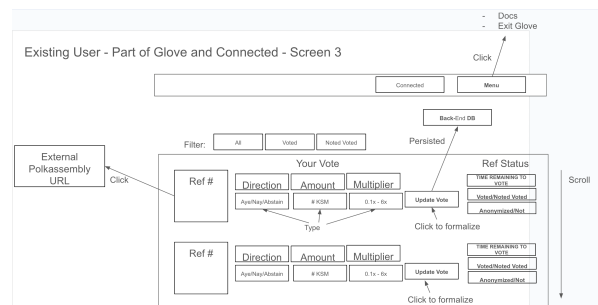 - Docs
- Exit Glove
Existing User - Part of Glove and Connected - Screen 3
Click
Connected
Menu
Back-End DB
Filter:
All
Voted
Noted Voted
Persisted
External
Polkassembly
URL
Click
Your Vote
Ref Status
Scroll
Ref #
Direction
Amount
Multiplier
Aye/Nay/Abstain
# KSM
0.1x - 6x
Update Vote
TIME REMAINING TO
VOTE
Voted/Noted Voted
Anonymized/Not
Type
Click to formalize
Ref #
Direction
Amount
Multiplier
Aye/Nay/Abstain
# KSM
0.1x - 6x
Update Vote
TIME REMAINING TO
VOTE
Voted/Noted Voted
Anonymized/Not
Click to formalize